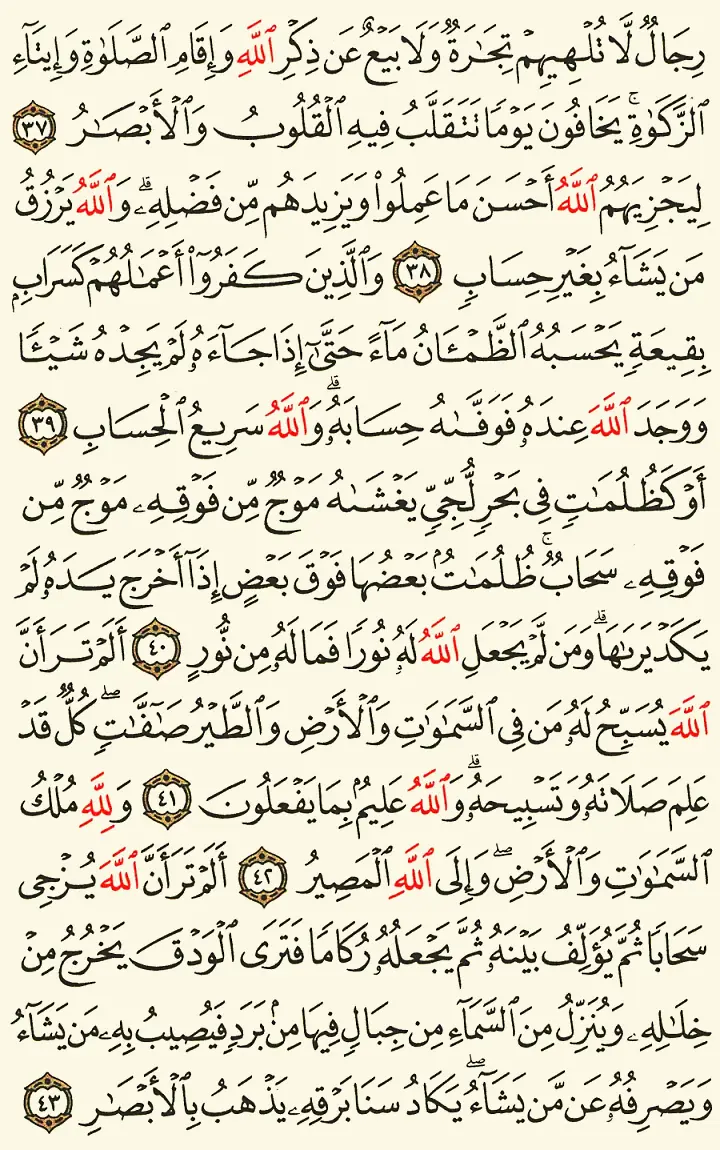 رِجَالٌ لَّا تُلْهِيهِمْ تِجَٰرَةٌ وَلَا بَيْعٌ عَن ذِكْرِ ٱللَّهِ وَإِقَامِ ٱلصَّلَوٰةِ وَإِيتَآءِ
ٱلزَّكَوٰةِ ۙ يَخَافُونَ يَوْمًا تَتَقَلَّبُ فِيهِ ٱلْقُلُوبُ وَٱلْأَبْصَٰرُ ٣٧
لِيَجْزِيَهُمُ ٱللَّهُ أَحْسَنَ مَا عَمِلُوا۟ وَيَزِيدَهُم مِّن فَضْلِهِۦ ۗ وَٱللَّهُ يَرْزُقُ
مَن يَشَآءُ بِغَيْرِ حِسَابٍ ٣٨ وَٱلَّذِينَ كَفَرُوٓا۟ أَعْمَٰلُهُمْ كَسَرَابٍۭ
بِقِيعَةٍ يَحْسَبُهُ ٱلظَّمْـَٔانُ مَآءً حَتَّىٰٓ إِذَا جَآءَهُۥ لَمْ يَجِدْهُ شَيْـًٔا
وَوَجَدَ ٱللَّهَ عِندَهُۥ فَوَفَّىٰهُ حِسَابَهُۥ ۗ وَٱللَّهُ سَرِيعُ ٱلْحِسَابِ ٣٩
أَوْ كَظُلُمَٰتٍ فِى بَحْرٍ لُّجِّىٍّ يَغْشَىٰهُ مَوْجٌ مِّن فَوْقِهِۦ مَوْجٌ مِّن
فَوْقِهِۦ سَحَابٌ ۚ ظُلُمَٰتٌۢ بَعْضُهَا فَوْقَ بَعْضٍ إِذَآ أَخْرَجَ يَدَهُۥ لَمْ
يَكَدْ يَرَىٰهَا ۗ وَمَن لَّمْ يَجْعَلِ ٱللَّهُ لَهُۥ نُورًا فَمَا لَهُۥ مِن نُّورٍ ٤٠ أَلَمْ تَرَ أَنَّ
ٱللَّهَ يُسَبِّحُ لَهُۥ مَن فِى ٱلسَّمَٰوَٰتِ وَٱلْأَرْضِ وَٱلطَّيْرُ صَٰٓفَّٰتٍ ۖ كُلٌّ قَدْ
عَلِمَ صَلَاتَهُۥ وَتَسْبِيحَهُۥ ۗ وَٱللَّهُ عَلِيمٌۢ بِمَا يَفْعَلُونَ ٤١ وَلِلَّهِ مُلْكُ
ٱلسَّمَٰوَٰتِ وَٱلْأَرْضِ ۖ وَإِلَى ٱللَّهِ ٱلْمَصِيرُ ٤٢ أَلَمْ تَرَ أَنَّ ٱللَّهَ يُزْجِى
سَحَابًا ثُمَّ يُؤَلِّفُ بَيْنَهُۥ ثُمَّ يَجْعَلُهُۥ رُكَامًا فَتَرَى ٱلْوَدْقَ يَخْرُجُ مِنْ
خِلَٰلِهِۦ وَيُنَزِّلُ مِنَ ٱلسَّمَآءِ مِن جِبَالٍ فِيهَا مِنۢ بَرَدٍ فَيُصِيبُ بِهِۦ مَن يَشَآءُ
وَيَصْرِفُهُۥ عَن مَّن يَشَآءُ ۖ يَكَادُ سَنَا بَرْقِهِۦ يَذْهَبُ بِٱلْأَبْصَٰرِ ٤٣